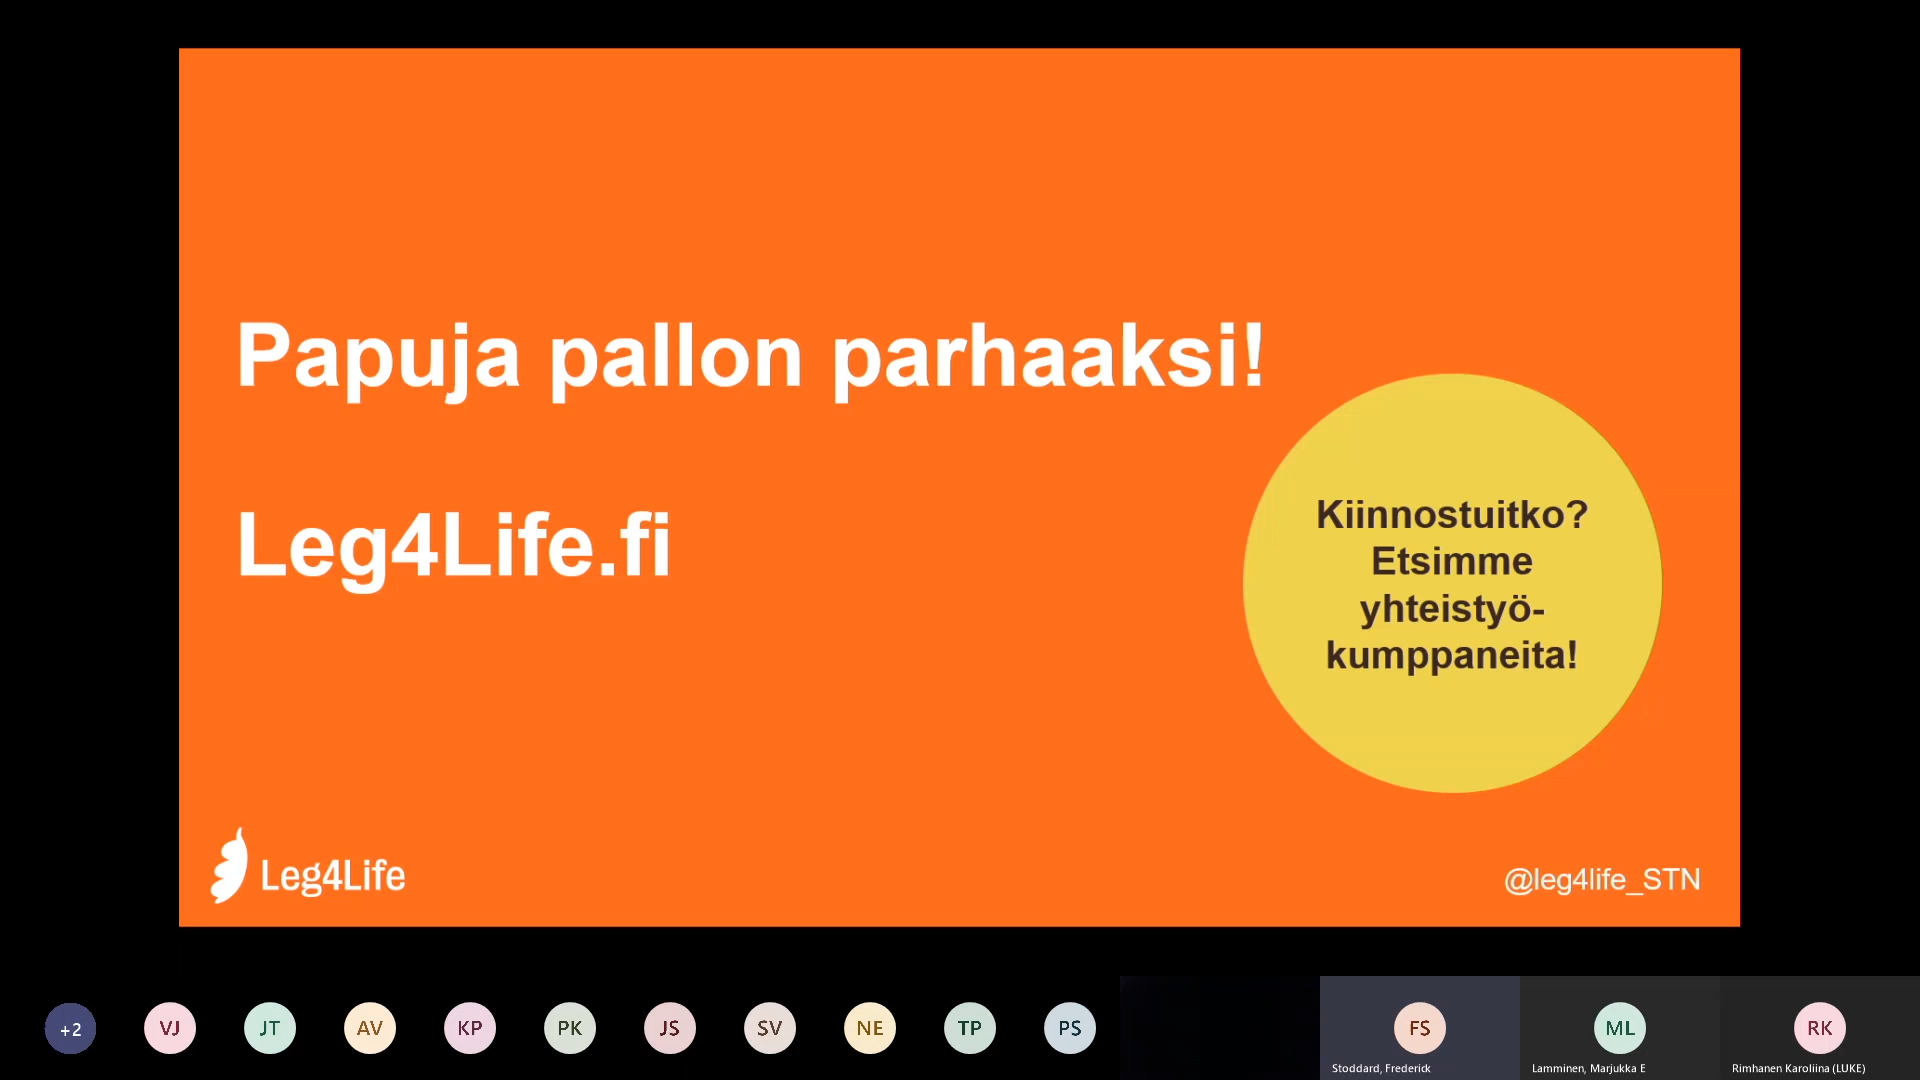 Papuja pallon parhaaksi!
Leg4Life.fi
Kiinnostuitko?
Etsimme
yhteistyö-
kumppaneita!
Leg4Life
@leg4life_STN
+2
VJ
JT
AV
KP
PK
JS
SV
NE
TP
PS
FS
ML
RK
Stoddard, Frederick
Lamminen, Marjukka E
Rimhanen Karoliina (LUKE)